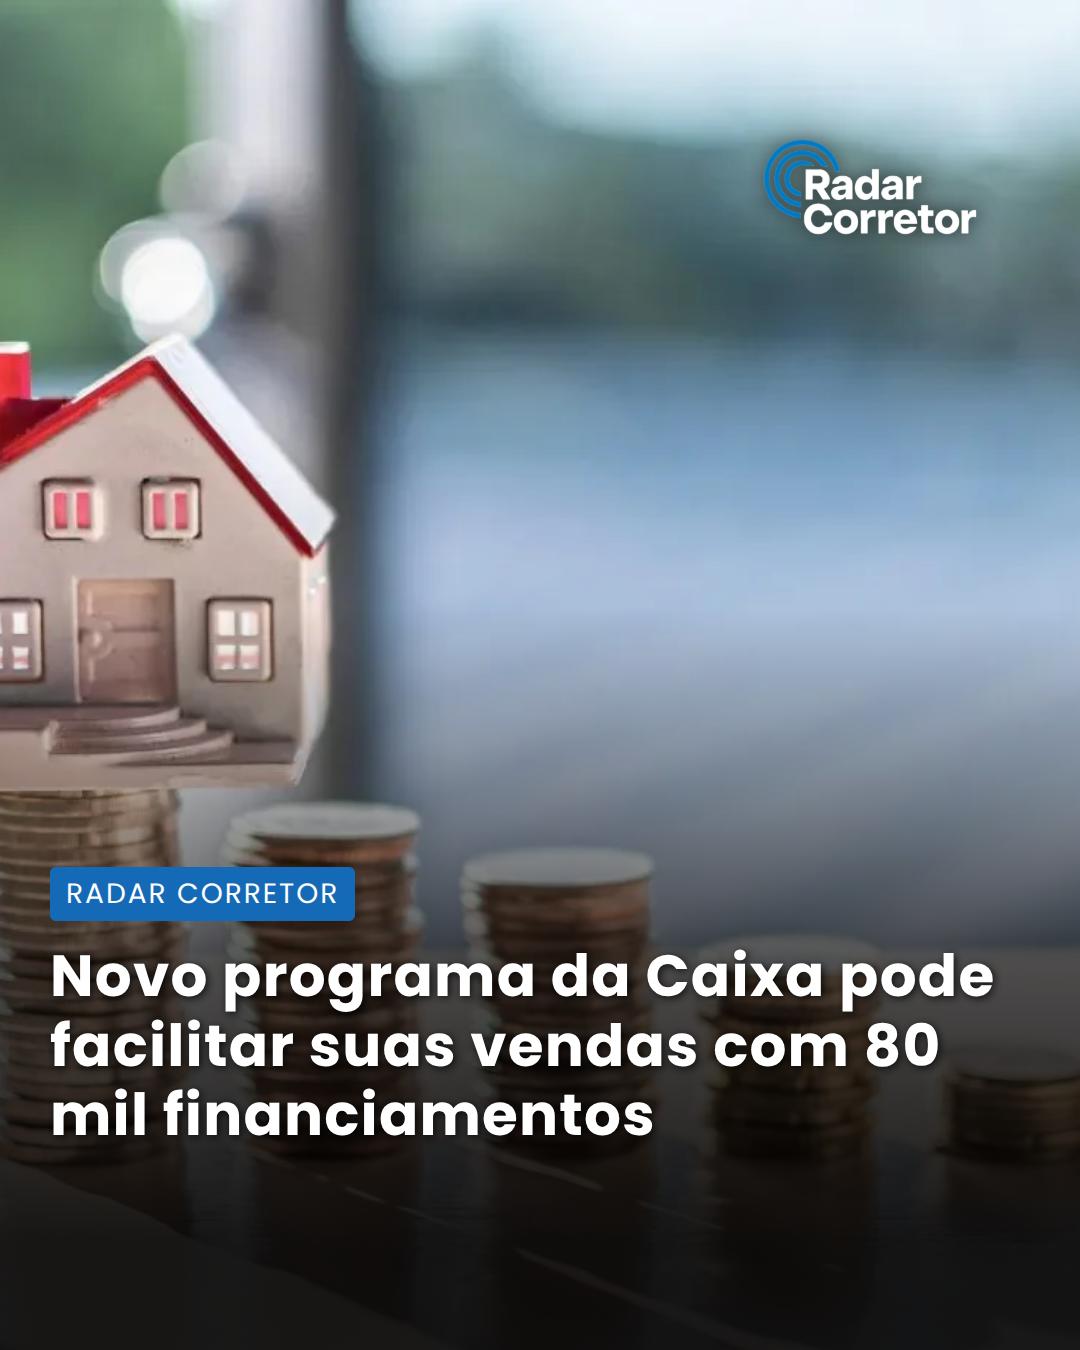 Radar
Corretor
RADAR CORRETOR
Novo programa da Caixa pode
facilitar suas vendas com 80
mil financiamentos